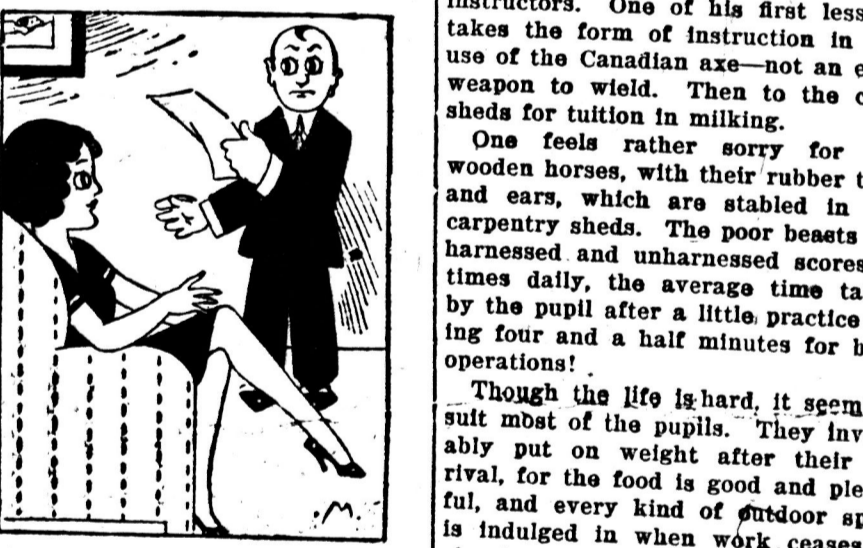 .M.
instructors. One of his first less
takes the form of instruction in
use of the Canadian axe—not an e
weapon to wield. Then to the c
sheds for tuition in milking.
One feels rather sorry for
wooden horses, with their rubber t
and ears, which are stabled in
carpentry sheds. The poor beasts
harnessed and unharnessed scores
times daily, the average time ta
by the pupil after a little practice
ing four and a half minutes for b
operations!
Though the life is hard, it seem
suit most of the pupils. They inv
ably put on weight after their
rival, for the food is good and ple
ful, and every kind of outdoor sp
is indulged in when work ceases